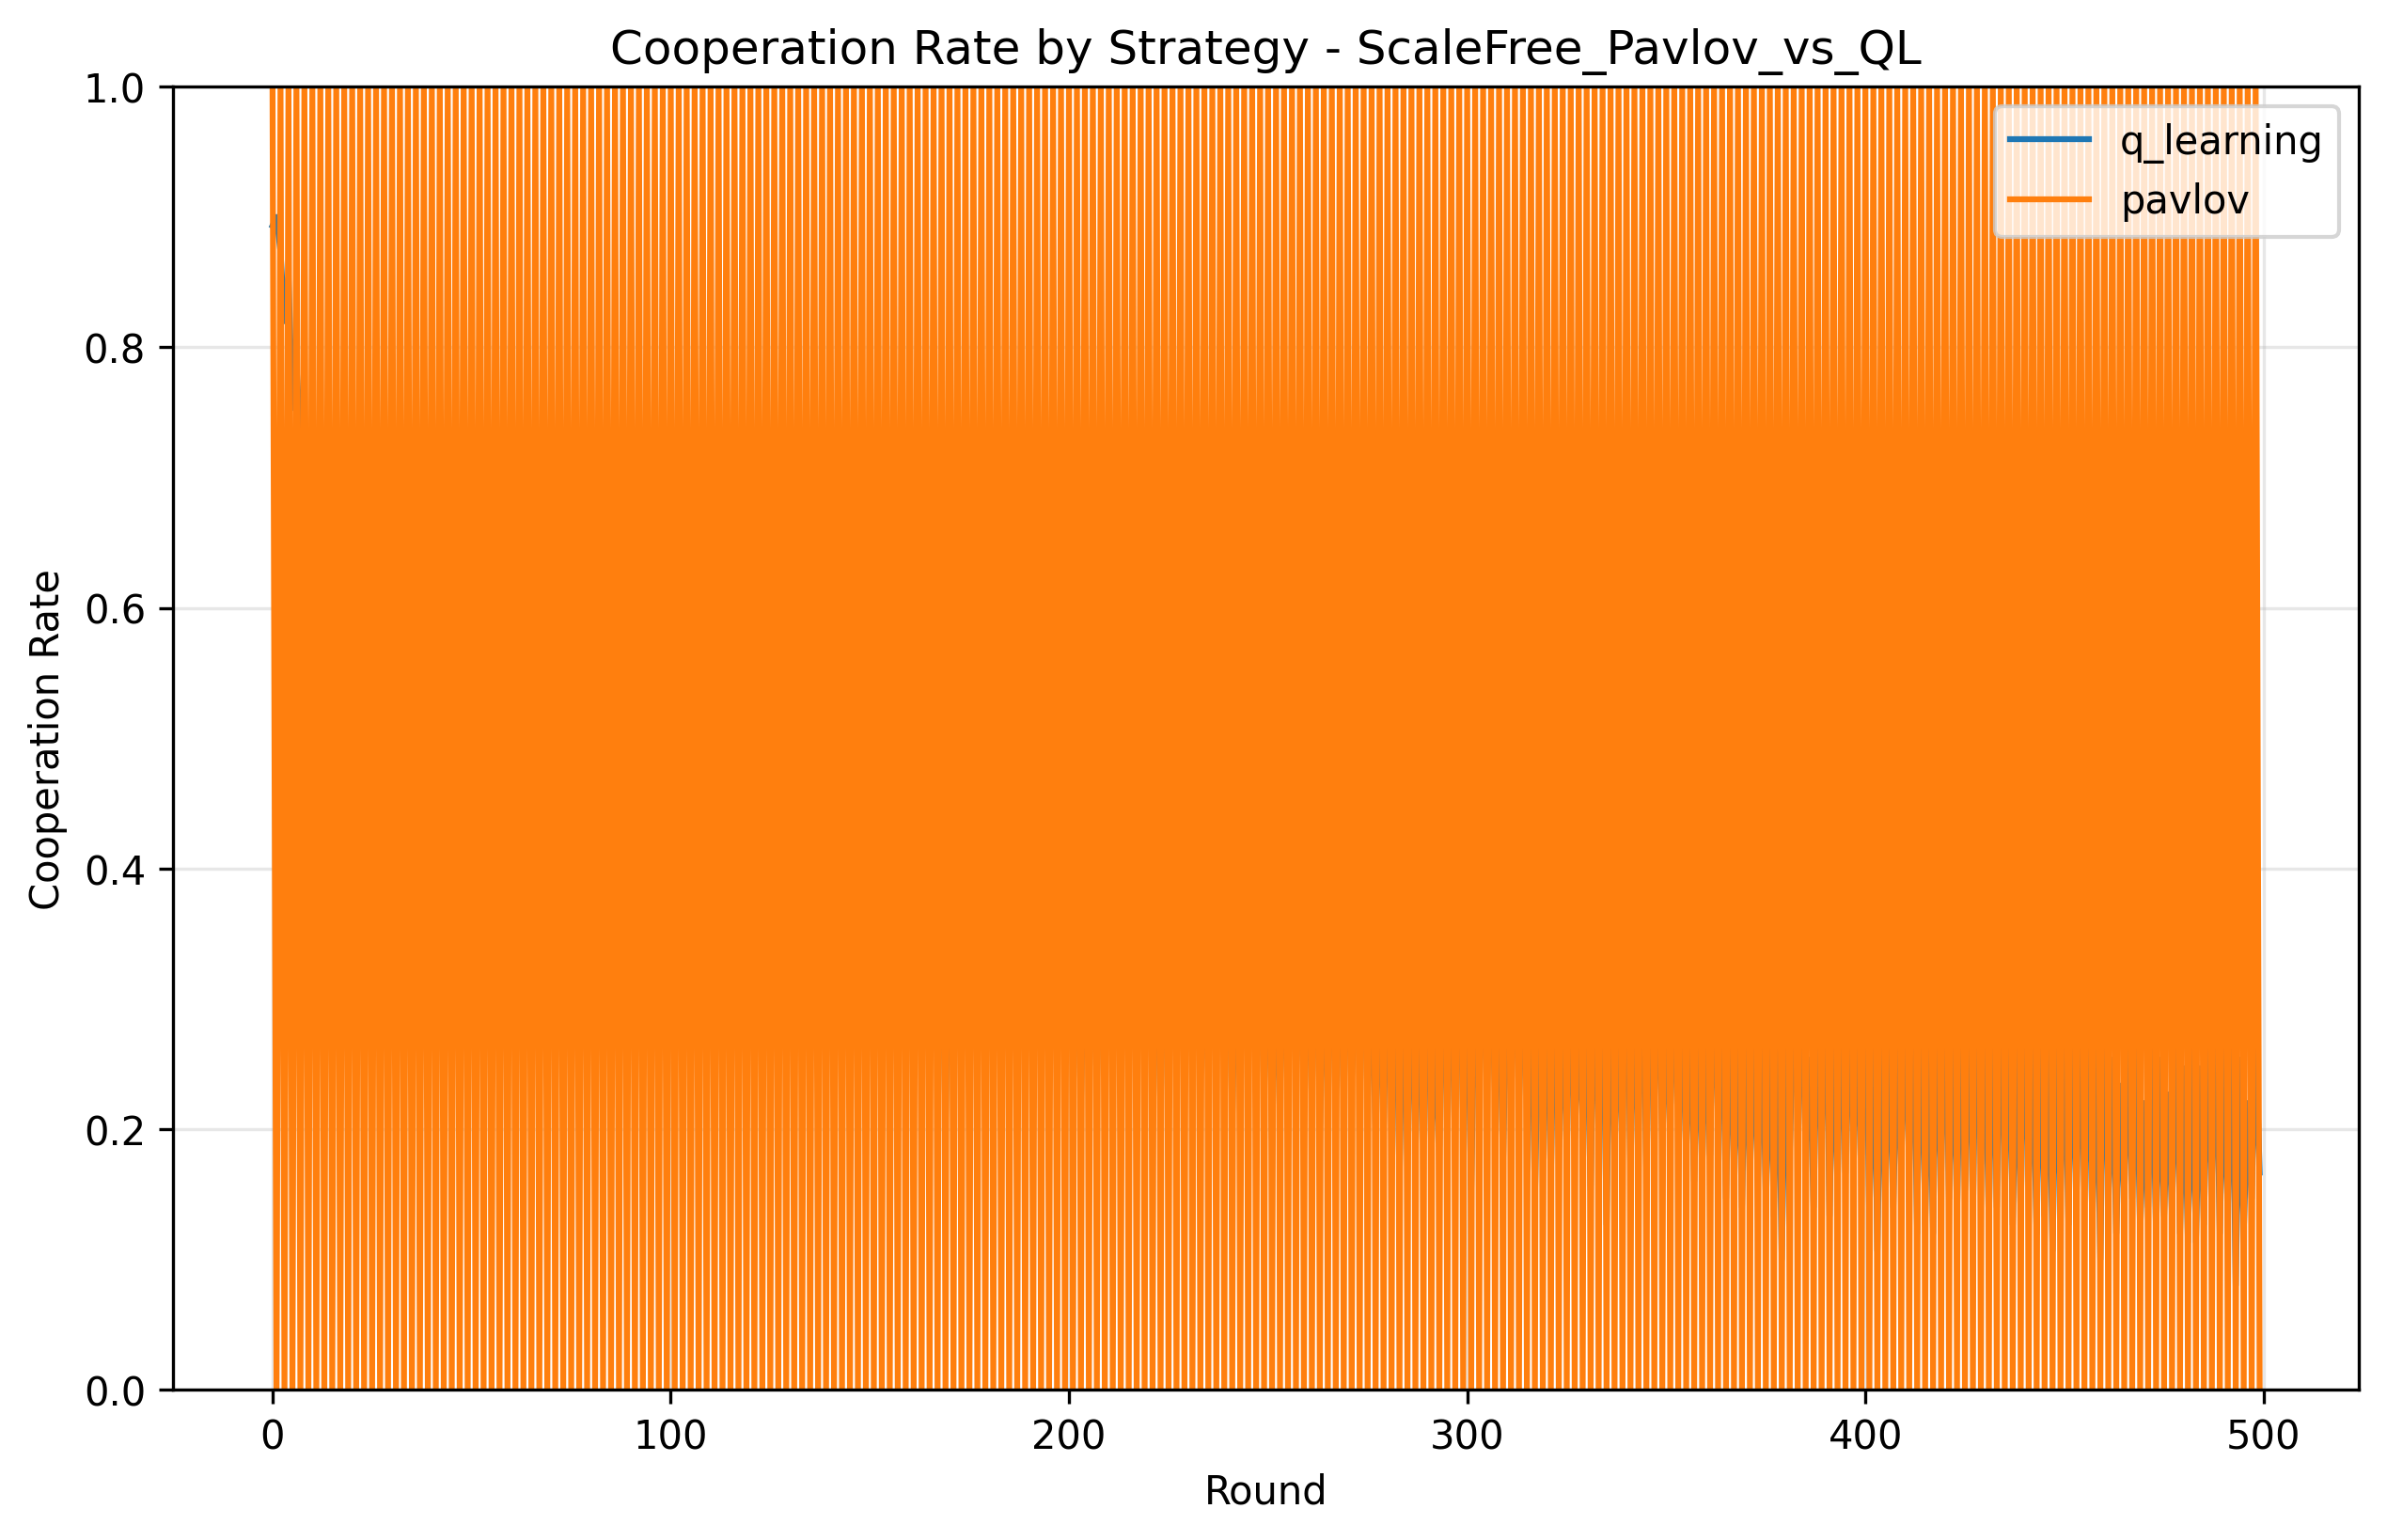 Cooperation Rate by Strategy - ScaleFree_Pavlov_vs_QL
1.0
0.8
0.6
0.4
0.2
0.0
Cooperation Rate
q_learning
pavlov
0 100 200 300 400 500
Round